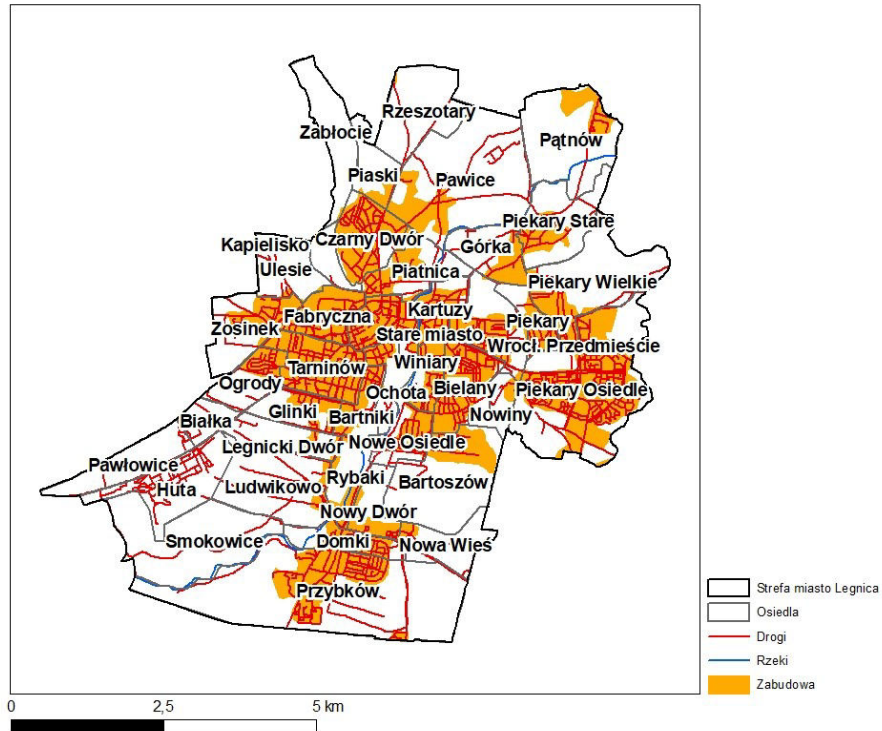 Rzeszotary
Zabłocie
Pątnów
Piaski
Pawice
Piekary Stare
Kapielisko
Czarny Dwór
Górka
Ulesie
Piatnica
Piekary Wielkie
Fabryczna
Kartuzy
Zosinek
Stare miasto
Piekary
Wrocł. Przedmieście
Tarninów
Winiary
Ogrody
Ochota
Bielany
Piekary Osiedle
Glinki
Bartniki
Nowiny
Białka
Legnicki Dwór
Nowe Osiedle
Pawłowice
Huta
Ludwikowo
Rybaki
Bartoszów
Nowy Dwór
Smokowice
Domki
Nowa Wieś
Przybków
Strefa miasto Legnica
Osiedla
Drogi
Rzeki
Zabudowa
0 2,5 5 km